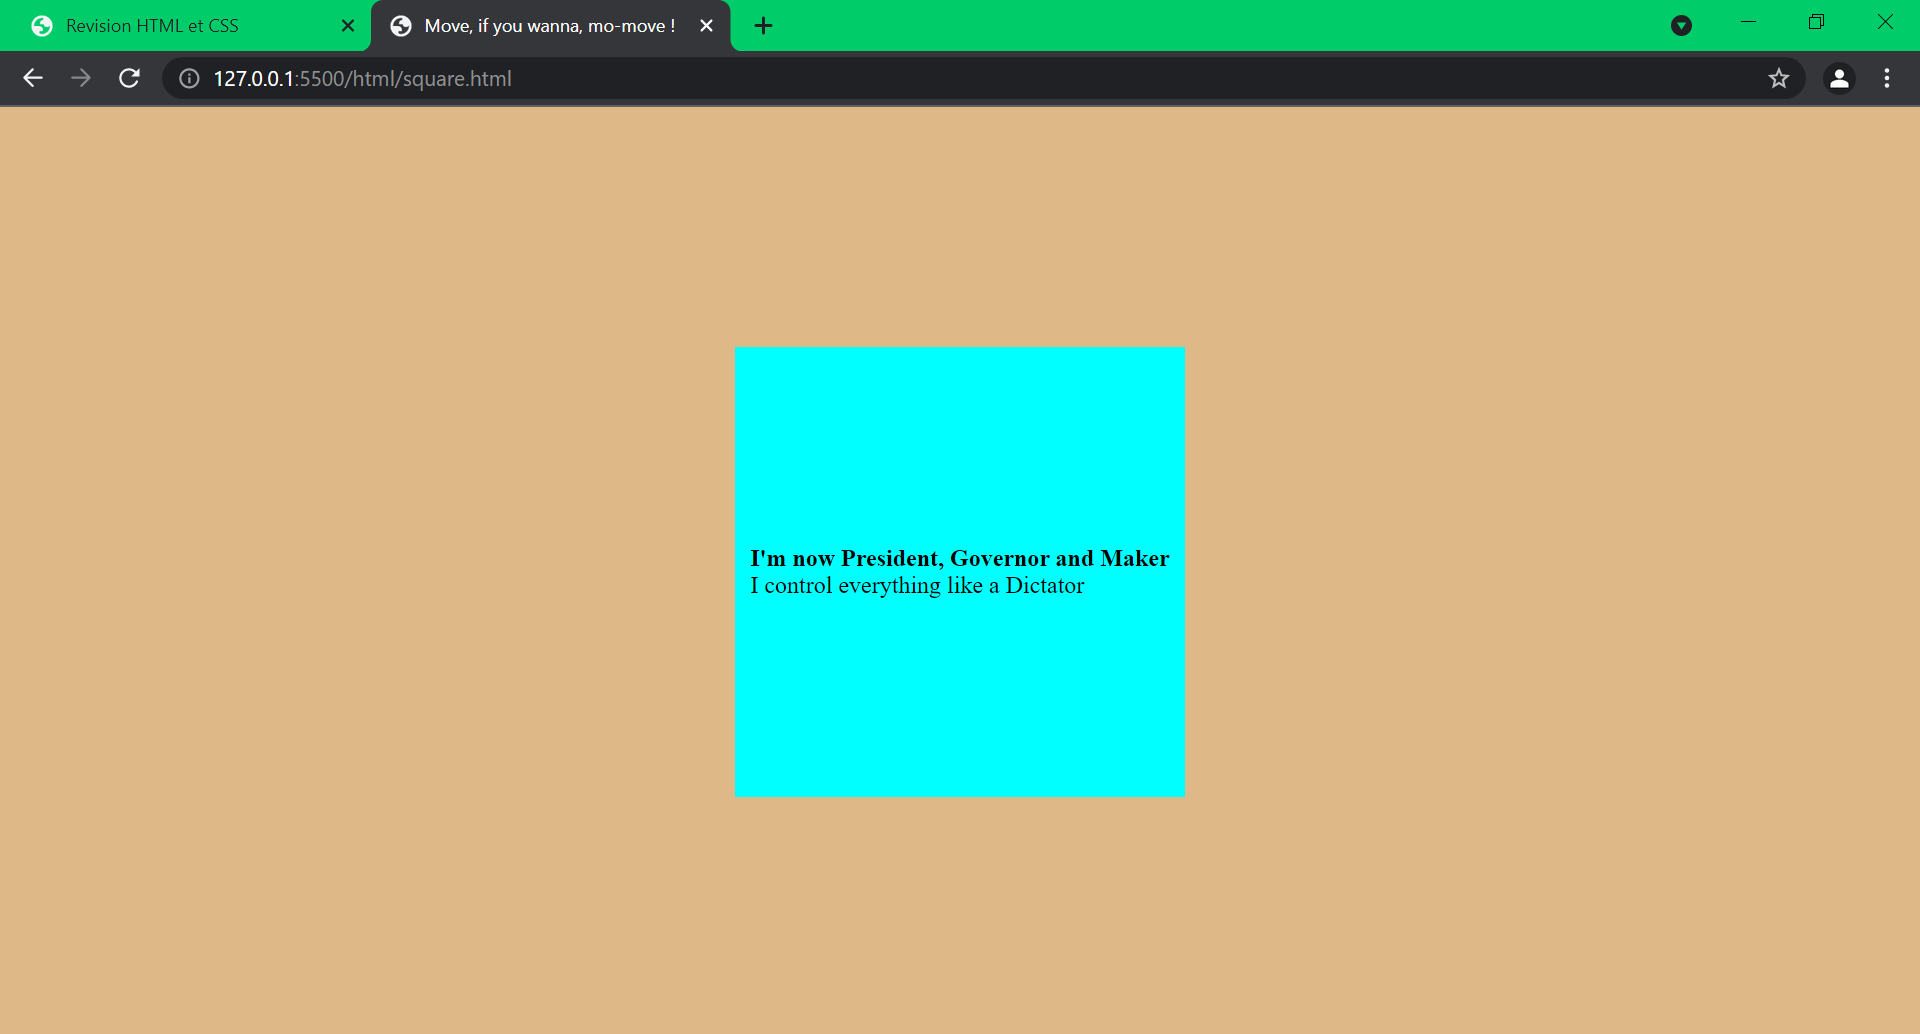 Revision HTML et CSS
Move, if you wanna, mo-move !
127.0.0.1:5500/html/square.html
I'm now President, Governor and Maker
I control everything like a Dictator